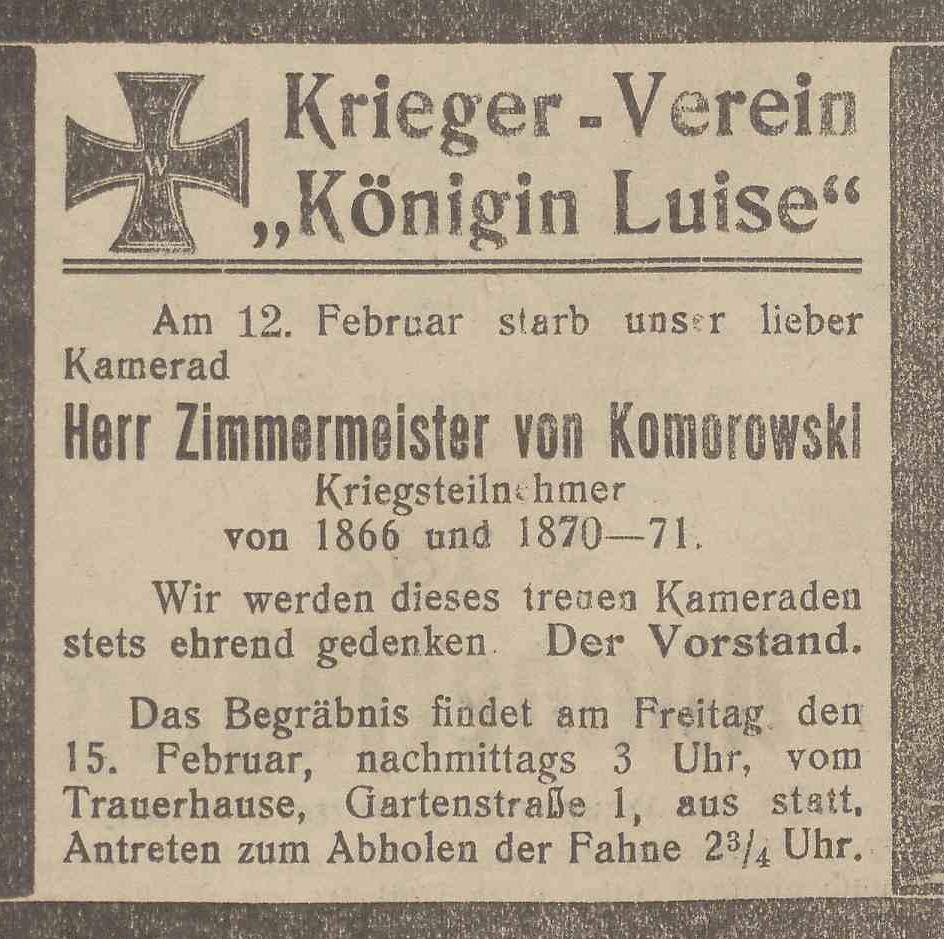 W
Krieger-Verein
„Königin Luise“
Am 12. Februar starb unser lieber
Kamerad
Herr Zimmermeister von Komorowski
Kriegsteilnehmer
von 1866 und 1870—71.
Wir werden dieses treuen Kameraden
stets ehrend gedenken. Der Vorstand.
Das Begräbnis findet am Freitag den
15. Februar, nachmittags 3 Uhr, vom
Trauerhause, Gartenstraße 1, aus statt.
Antreten zum Abholen der Fahne 2¾ Uhr.